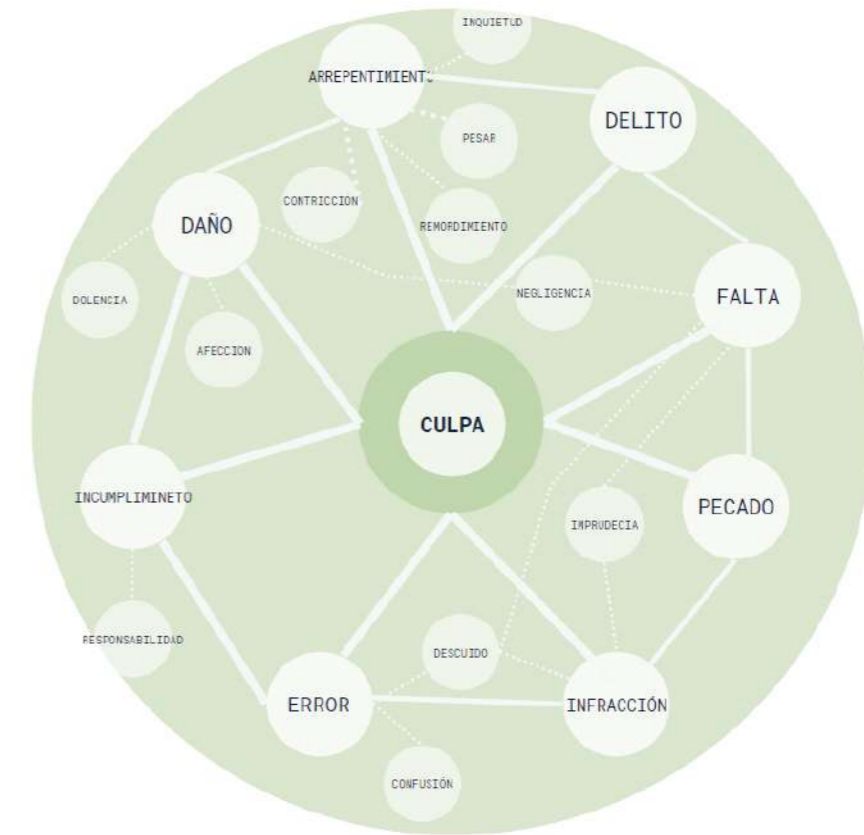 INQUIETUD
ARREPENTIMIENTO
DELITO
PESAR
CONTRICCION
DAÑO
REMORDIMIENTO
NEGLIGENCIA
FALTA
DOLENCIA
AFECCION
CULPA
INCUMPLIMINETO
PECADO
IMPRUDECIA
RESPONSABILIDAD
DESCUIDO
ERROR
INFRACCIÓN
CONFUSIÓN